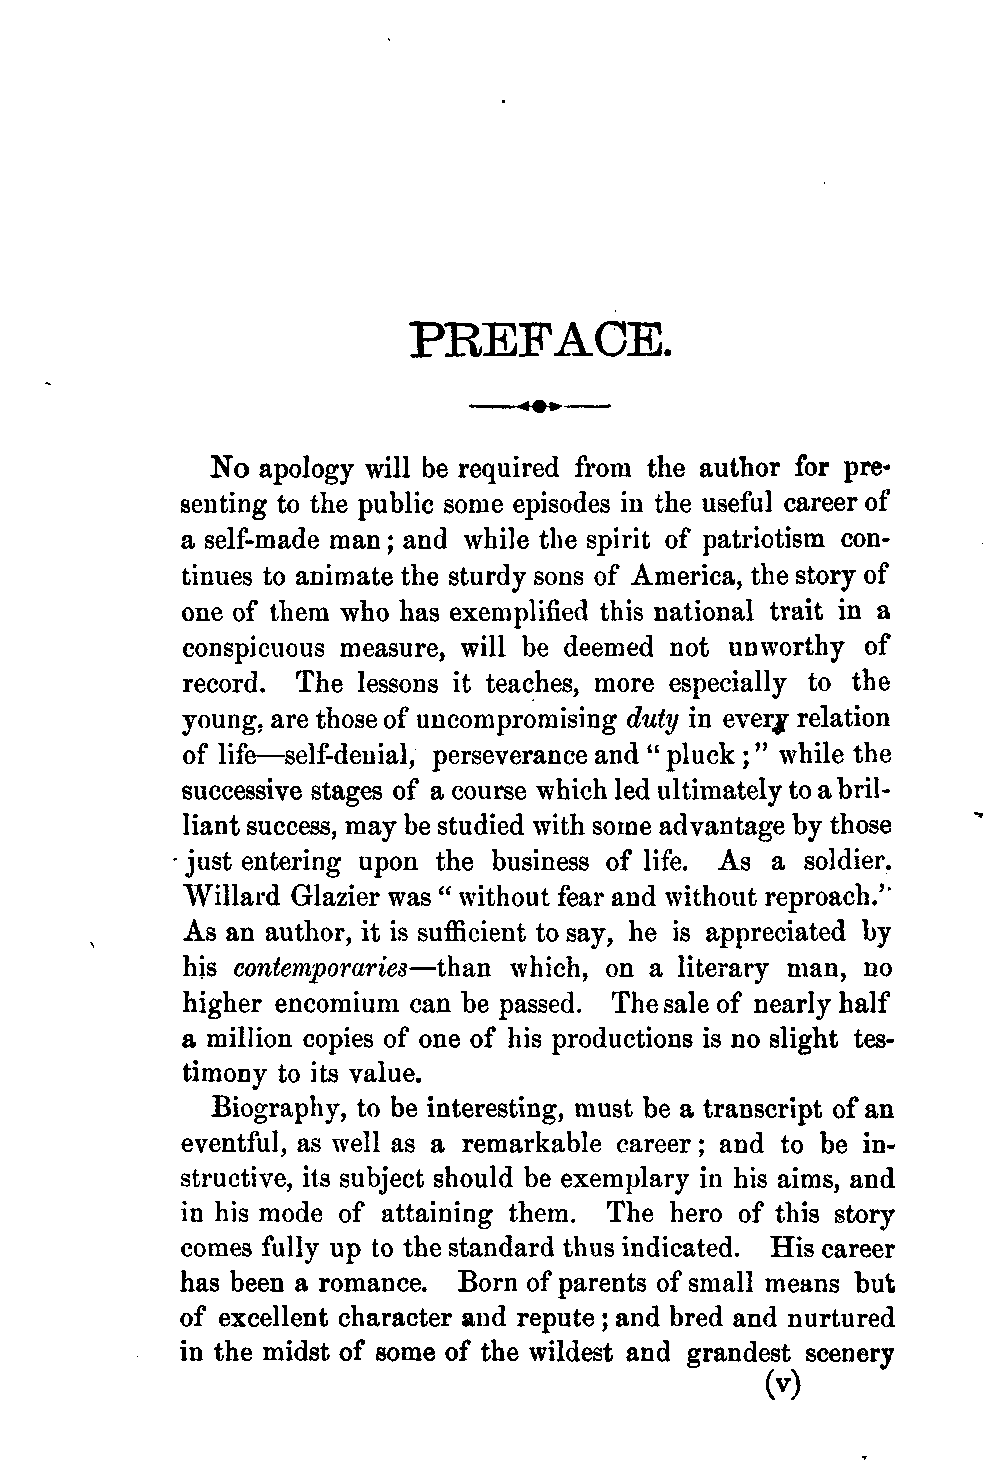 PREFACE.
No apology will be required from the author for pre-
senting to the public some episodes in the useful career of
a self-made man; and while the spirit of patriotism con-
tinues to animate the sturdy sons of America, the story of
one of them who has exemplified this national trait in a
conspicuous measure, will be deemed not unworthy of
record. The lessons it teaches, more especially to the
young, are those of uncompromising duty in every relation
of life—self-denial, perseverance and "pluck;" while the
successive stages of a course which led ultimately to a bril-
liant success, may be studied with some advantage by those
just entering upon the business of life. As a soldier.
Willard Glazier was "without fear and without reproach."
As an author, it is sufficient to say, he is appreciated by
his contemporaries—than which, on a literary man, no
higher encomium can be passed. The sale of nearly half
a million copies of one of his productions is no slight tes-
timony to its value.
Biography, to be interesting, must be a transcript of an
eventful, as well as a remarkable career; and to be in-
structive, its subject should be exemplary in his aims, and
in his mode of attaining them. The hero of this story
comes fully up to the standard thus indicated. His career
has been a romance. Born of parents of small means but
of excellent character and repute; and bred and nurtured
in the midst of some of the wildest and grandest scenery
(v)